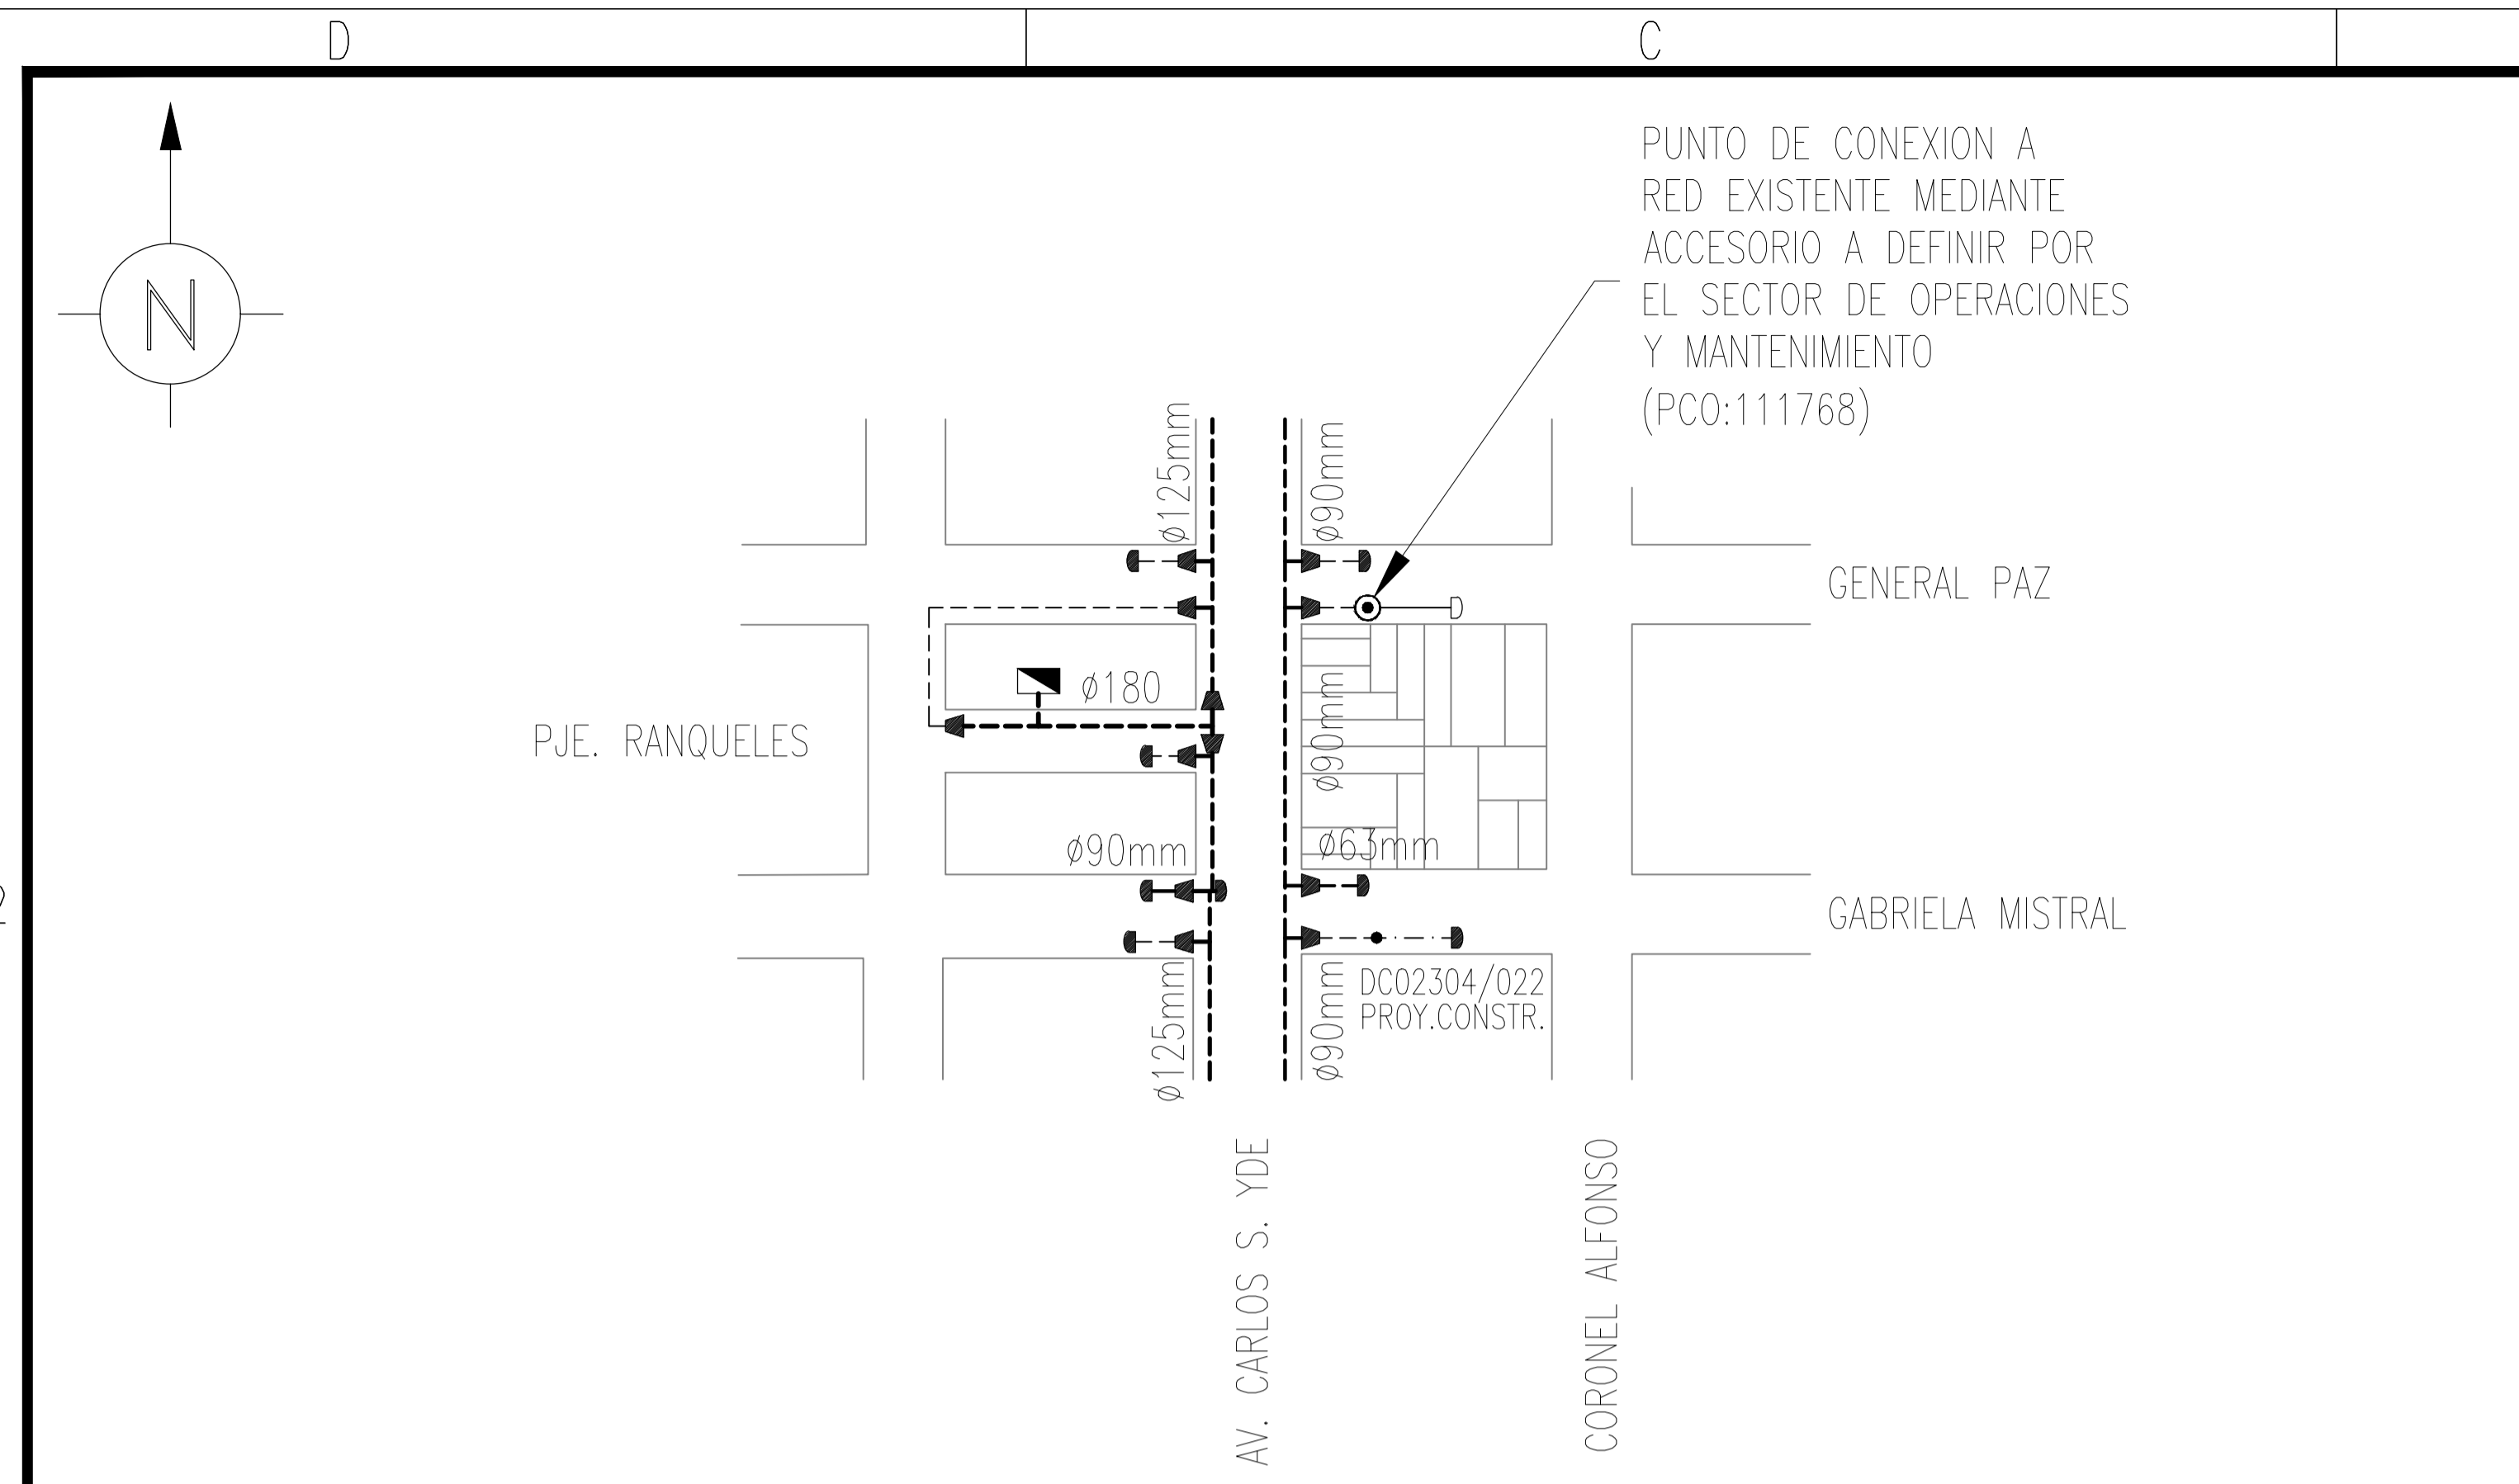 D
C
N
PUNTO DE CONEXION A
RED EXISTENTE MEDIANTE
ACCESORIO A DEFINIR POR
EL SECTOR DE OPERACIONES
Y MANTENIMIENTO
(PCO:111768)
ø125mm
ø90mm
GENERAL PAZ
ø180
ø90mm
PJE. RANQUELES
ø90mm
ø63mm
GABRIELA MISTRAL
ø125mm
ø90mm
DC02304/022
PROY.CONSTR.
AV. CARLOS S. YDE
CORONEL ALFONSO